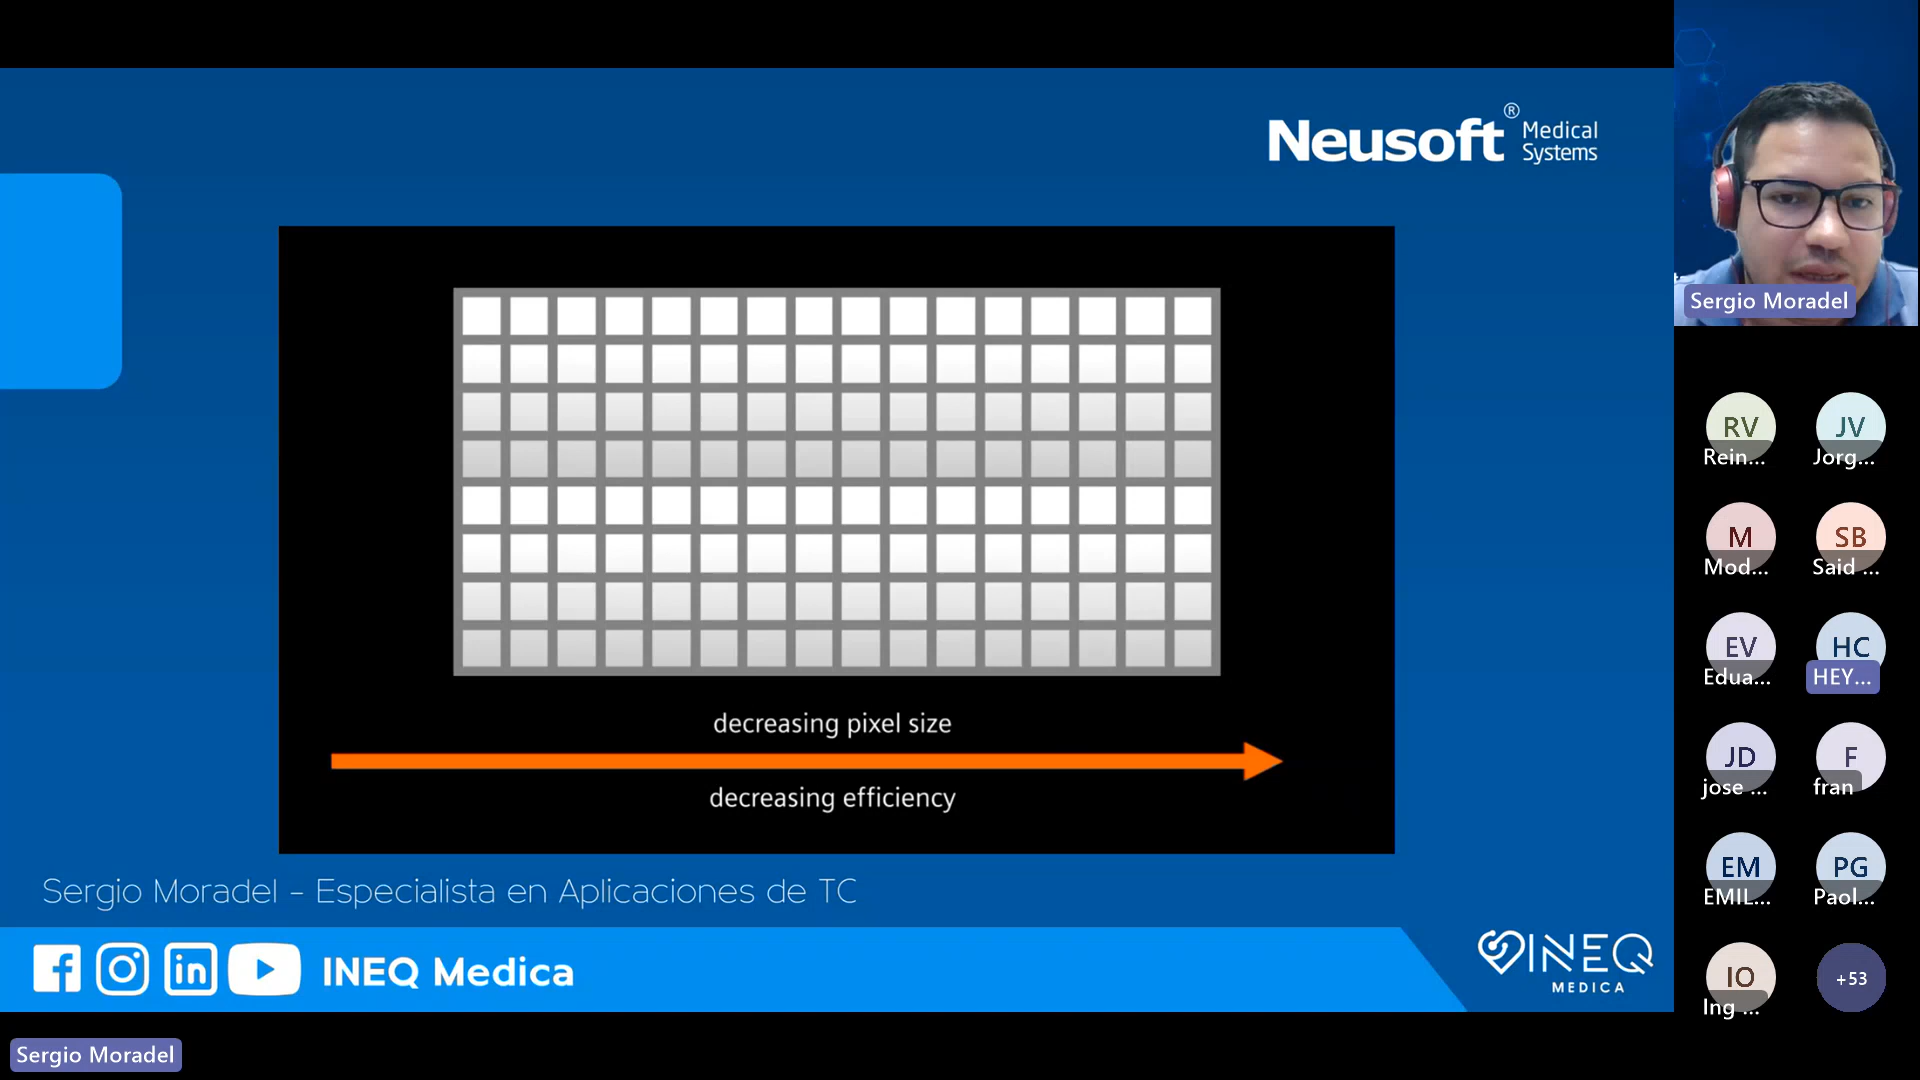 Neusoft® Medical
Systems
decreasing pixel size
decreasing efficiency
Sergio Moradel - Especialista en Aplicaciones de TC
INEQ Medica
INEQ
MEDICA
Sergio Moradel
Sergio Moradel
RV
Rein...
JV
Jorg...
M
Mod...
SB
Said ...
EV
Edua...
HC
HEY...
JD
jose ...
F
fran
EM
EMIL...
PG
Paol...
IO
Ing ...
+53